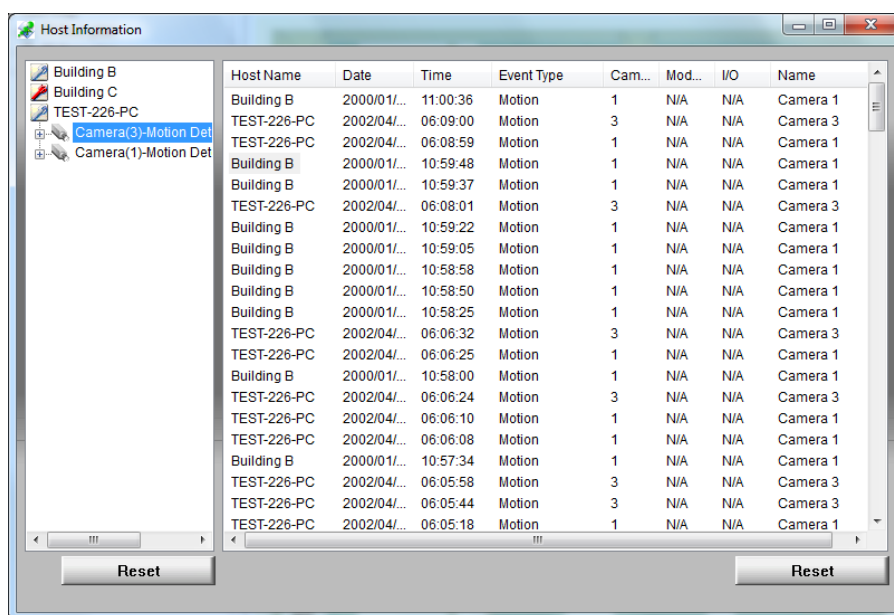 Host Information
Building B
Building C
TEST-226-PC
Camera(3)-Motion Det
Camera(1)-Motion Det
Reset
Host Name Date Time Event Type Cam... Mod... I/O Name
Building B 2000/01/... 11:00:36 Motion 1 N/A N/A Camera 1
TEST-226-PC 2002/04/... 06:09:00 Motion 3 N/A N/A Camera 3
TEST-226-PC 2002/04/... 06:08:59 Motion 1 N/A N/A Camera 1
Building B 2000/01/... 10:59:48 Motion 1 N/A N/A Camera 1
Building B 2000/01/... 10:59:37 Motion 1 N/A N/A Camera 1
TEST-226-PC 2002/04/... 06:08:01 Motion 3 N/A N/A Camera 3
Building B 2000/01/... 10:59:22 Motion 1 N/A N/A Camera 1
Building B 2000/01/... 10:59:05 Motion 1 N/A N/A Camera 1
Building B 2000/01/... 10:58:58 Motion 1 N/A N/A Camera 1
Building B 2000/01/... 10:58:50 Motion 1 N/A N/A Camera 1
Building B 2000/01/... 10:58:25 Motion 1 N/A N/A Camera 1
TEST-226-PC 2002/04/... 06:06:32 Motion 3 N/A N/A Camera 3
TEST-226-PC 2002/04/... 06:06:25 Motion 1 N/A N/A Camera 1
Building B 2000/01/... 10:58:00 Motion 1 N/A N/A Camera 1
TEST-226-PC 2002/04/... 06:06:24 Motion 3 N/A N/A Camera 3
TEST-226-PC 2002/04/... 06:06:10 Motion 1 N/A N/A Camera 1
TEST-226-PC 2002/04/... 06:06:08 Motion 1 N/A N/A Camera 1
Building B 2000/01/... 10:57:34 Motion 1 N/A N/A Camera 1
TEST-226-PC 2002/04/... 06:05:58 Motion 3 N/A N/A Camera 3
TEST-226-PC 2002/04/... 06:05:44 Motion 3 N/A N/A Camera 3
TEST-226-PC 2002/04/... 06:05:18 Motion 1 N/A N/A Camera 1
Reset